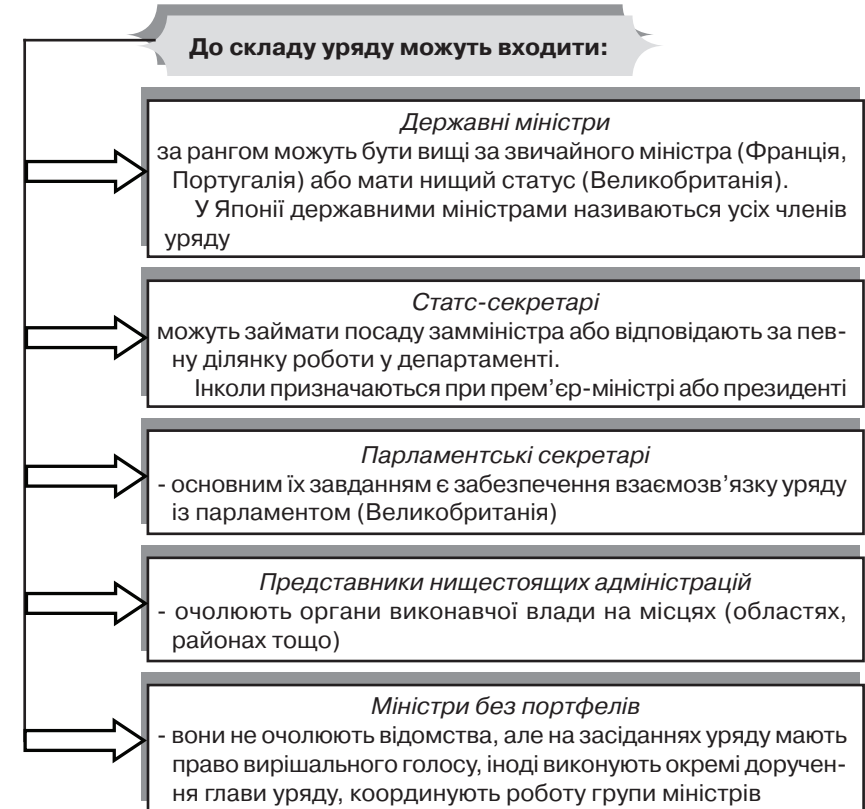 До складу уряду можуть входити:
Державні міністри
за рангом можуть бути вищі за звичайного міністра (Франція,
Португалія) або мати нищий статус (Великобританія).
У Японії державними міністрами називаються усіх членів
уряду
Статс-секретарі
можуть займати посаду замміністра або відповідають за пев-
ну ділянку роботи у департаменті.
Інколи призначаються при прем’єр-міністрі або президенті
Парламентські секретарі
- основним їх завданням є забезпечення взаємозв’язку уряду
із парламентом (Великобританія)
Представники нищестоящих адміністрацій
- очолюють органи виконавчої влади на місцях (областях,
районах тощо)
Міністри без портфелів
- вони не очолюють відомства, але на засіданнях уряду мають
право вирішального голосу, іноді виконують окремі доручен-
ня глави уряду, координують роботу групи міністрів